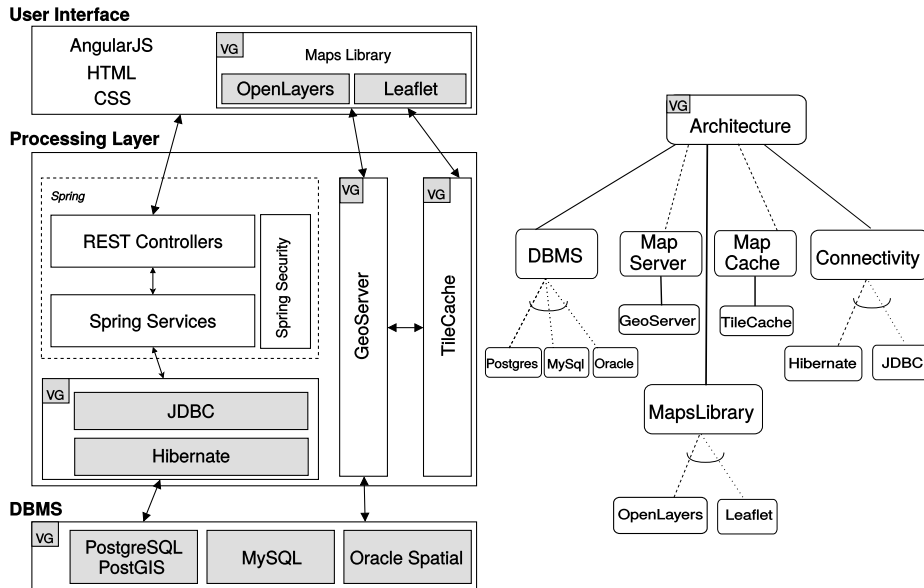 User Interface
AngularJS
HTML
CSS
VG
Maps Library
OpenLayers
Leaflet
Processing Layer
Spring
REST Controllers
Spring Services
Spring Security
VG
GeoServer
VG
TileCache
VG
JDBC
Hibernate
DBMS
VG
PostgreSQL
PostGIS
MySQL
Oracle Spatial
VG
Architecture
DBMS
Map
Server
Map
Cache
Connectivity
GeoServer
TileCache
Postgres
MySql
Oracle
Hibernate
JDBC
MapsLibrary
OpenLayers
Leaflet